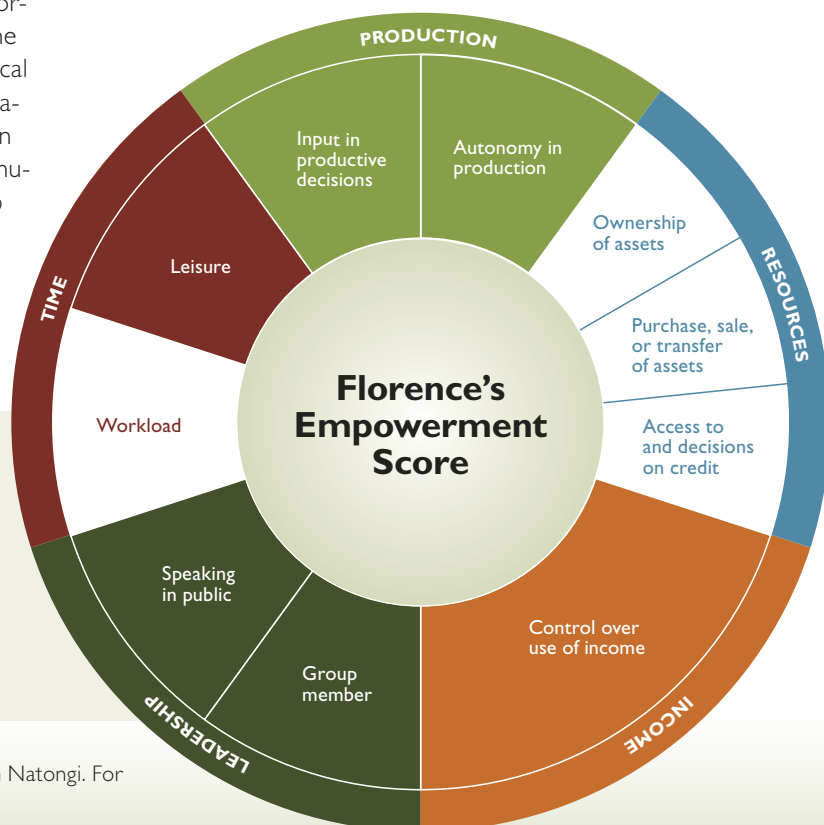 PRODUCTION
Input in
productive
decisions
Autonomy in
production
Ownership
of assets
RESOURCES
Purchase, sale,
or transfer
of assets
Access to
and decisions
on credit
Leisure
TIME
Workload
Florence’s
Empowerment
Score
Speaking
in public
Group
member
LEADERSHIP
Control over
use of income
INCOME
Natongi. For